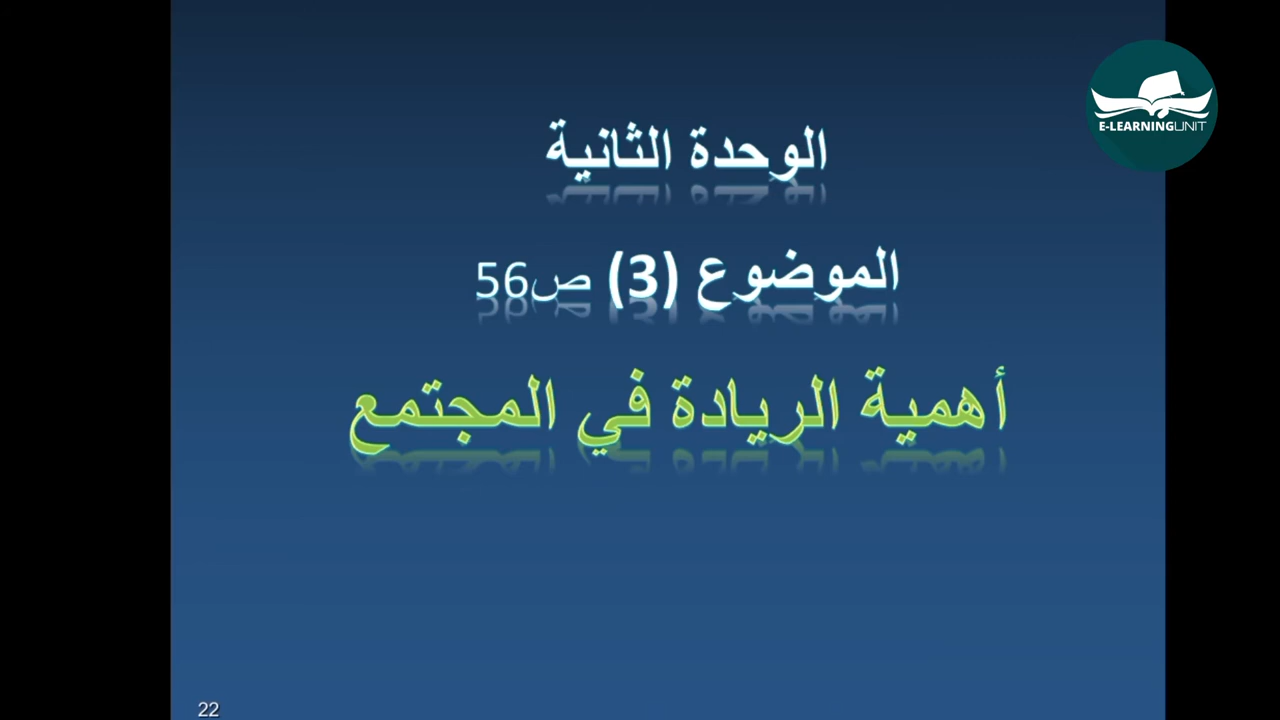 E-LEARNINGUNIT
الوحدة الثانية
الموضوع (3) ص56
أهمية الريادة في المجتمع
22